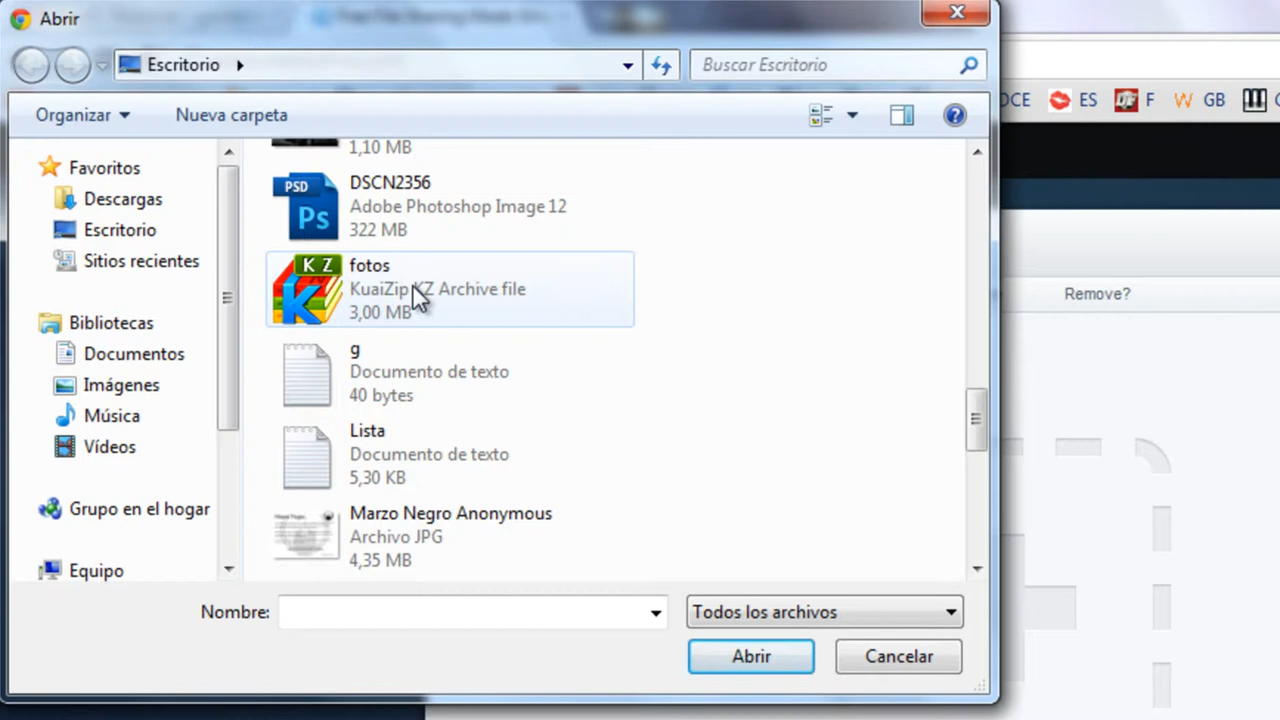 Abrir
Escritorio
Buscar Escritorio
Organizar
Nueva carpeta
OCE ES F GB
Favoritos
Descargas
Escritorio
Sitios recientes
Bibliotecas
Documentos
Imágenes
Música
Vídeos
Grupo en el hogar
Equipo
1,10 MB
PSD
Ps
DSCN2356
Adobe Photoshop Image 12
322 MB
K Z
fotos
KuaiZip KZ Archive file
3,00 MB
g
Documento de texto
40 bytes
Lista
Documento de texto
5,30 KB
Marzo Negro Anonymous
Archivo JPG
4,35 MB
Remove?
Nombre:
Todos los archivos
Abrir
Cancelar